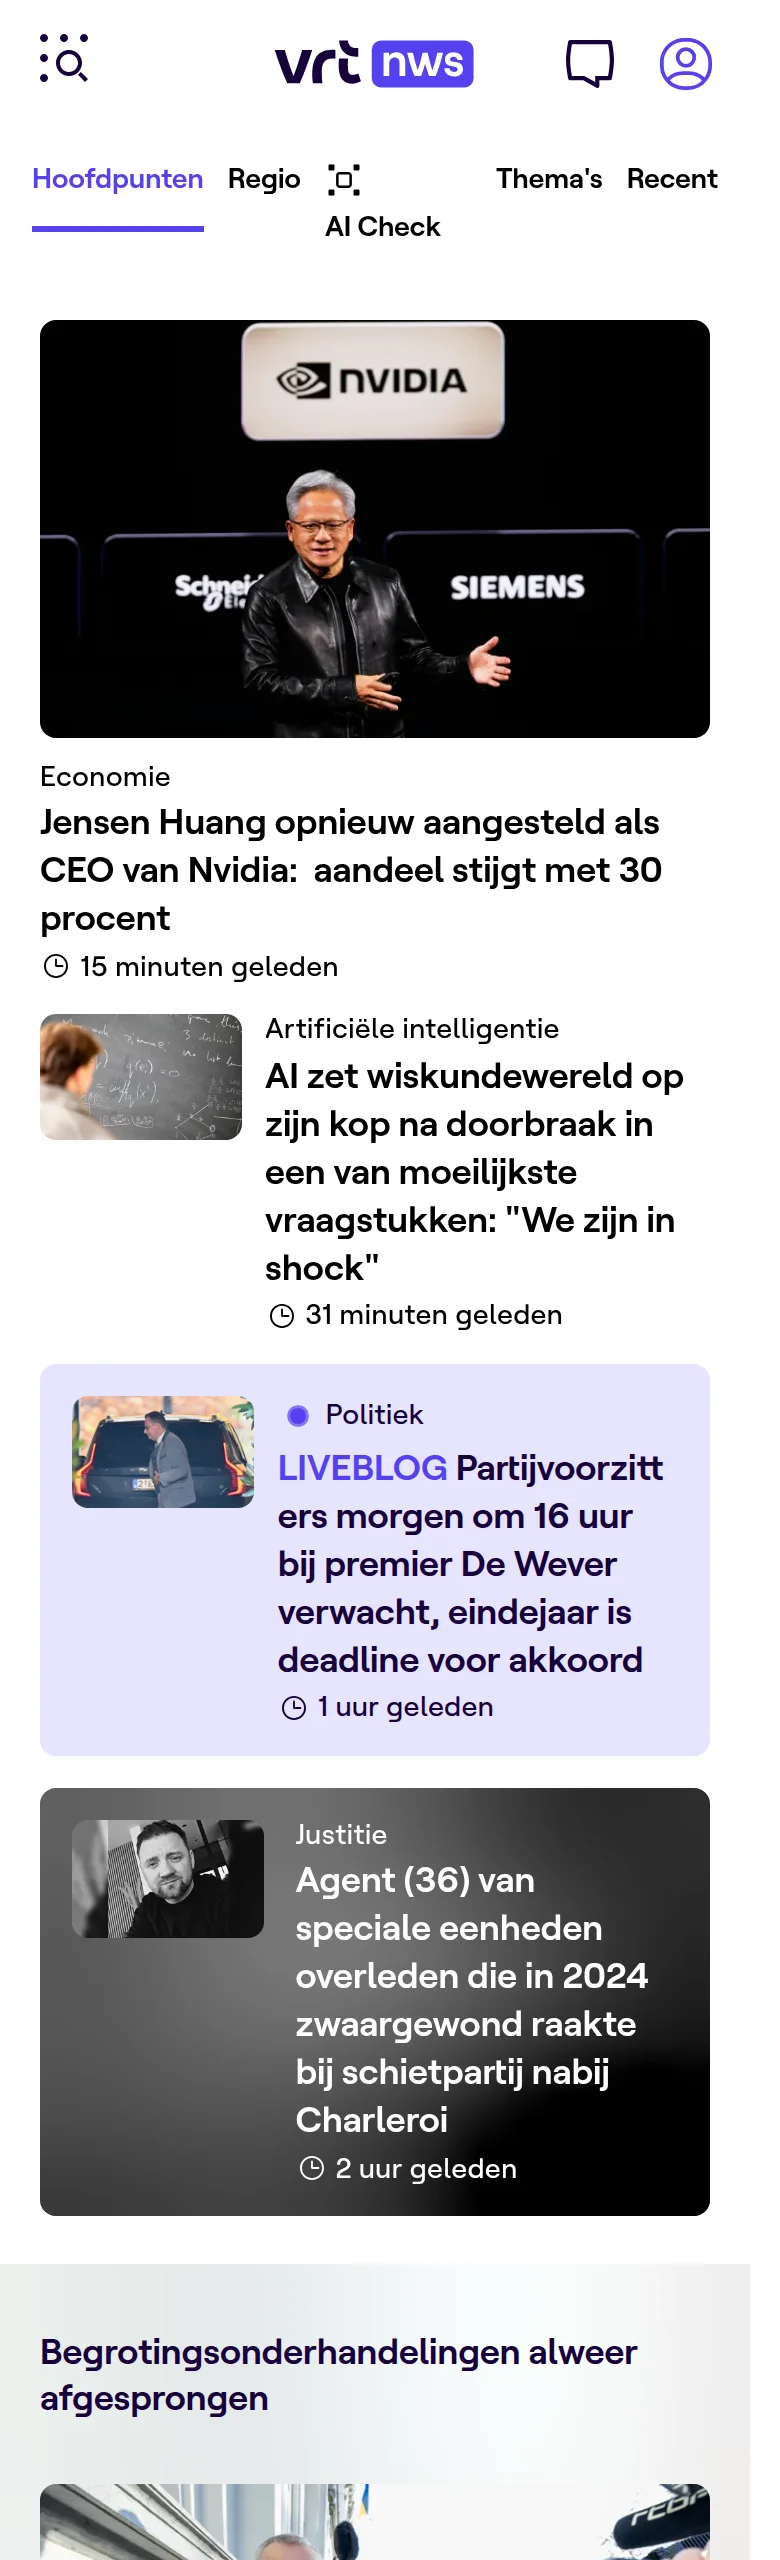 vrt nws
Hoofdpunten Regio AI Check Thema's Recent
NVIDIA
Schneid
Ele
SIEMENS
Economie
Jensen Huang opnieuw aangesteld als
CEO van Nvidia: aandeel stijgt met 30
procent
15 minuten geleden
Artificiële intelligentie
AI zet wiskundewereld op
zijn kop na doorbraak in
een van moeilijkste
vraagstukken: "We zijn in
shock"
31 minuten geleden
Politiek
LIVEBLOG Partijvoorzitt
ers morgen om 16 uur
bij premier De Wever
verwacht, eindejaar is
deadline voor akkoord
1 uur geleden
Justitie
Agent (36) van
speciale eenheden
overleden die in 2024
zwaargewond raakte
bij schietpartij nabij
Charleroi
2 uur geleden
Begrotingsonderhandelingen alweer
afgesprongen